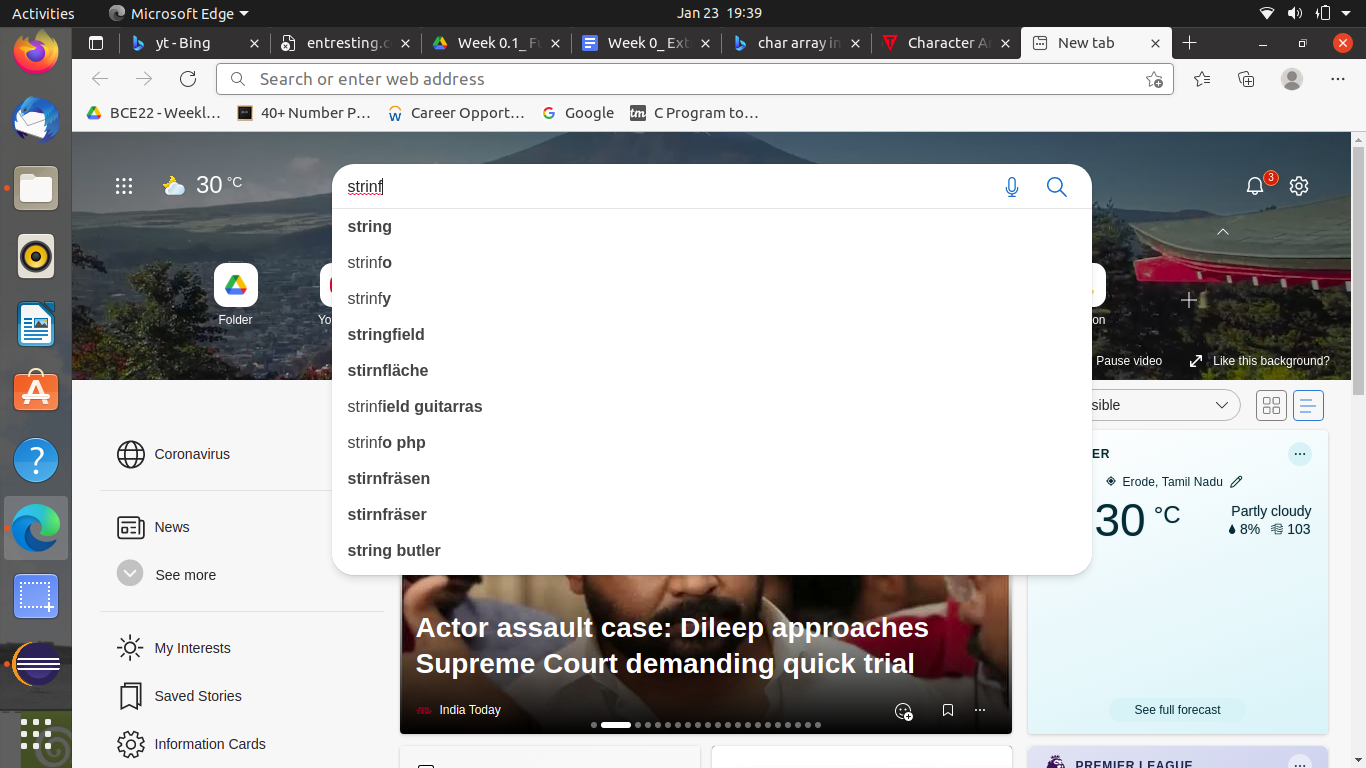 Activities
Microsoft Edge
Jan 23 19:39
yt - Bing
entresting.c
Week 0.1_ Fu
Week 0_ Ext
char array in
Character Ar
New tab
Search or enter web address
BCE22 - Weekl…
40+ Number P…
Career Opport…
Google
C Program to…
30 °C
strinf
3
string
strinfo
strinfy
stringfield
stirnfläche
strinfield guitarras
strinfo php
stirnfräsen
stirnfräser
string butler
Folder
Yo
on
Pause video
Like this background?
sible
Coronavirus
News
See more
My Interests
Saved Stories
Information Cards
Actor assault case: Dileep approaches
Supreme Court demanding quick trial
India Today
ER
Erode, Tamil Nadu
30 °C
Partly cloudy
8% 103
See full forecast
PREMIER LEAGUE